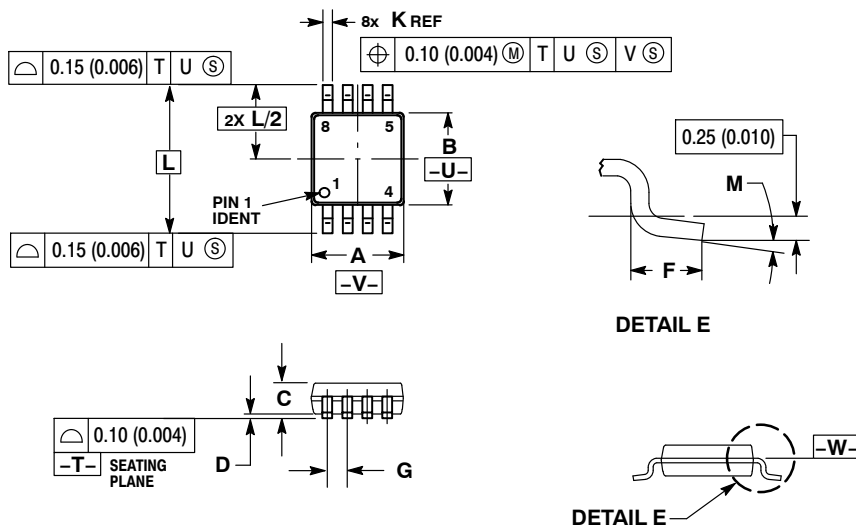 8x K REF
⌖ 0.10 (0.004) Ⓜ T U Ⓢ V Ⓢ
⌓ 0.15 (0.006) T U Ⓢ
2X L/2
8 5
L
B
-U-
0.25 (0.010)
M
1
4
PIN 1
IDENT
⌓ 0.15 (0.006) T U Ⓢ
A
-V-
F
DETAIL E
C
⌓ 0.10 (0.004)
-T- SEATING
PLANE
D
G
-W-
DETAIL E